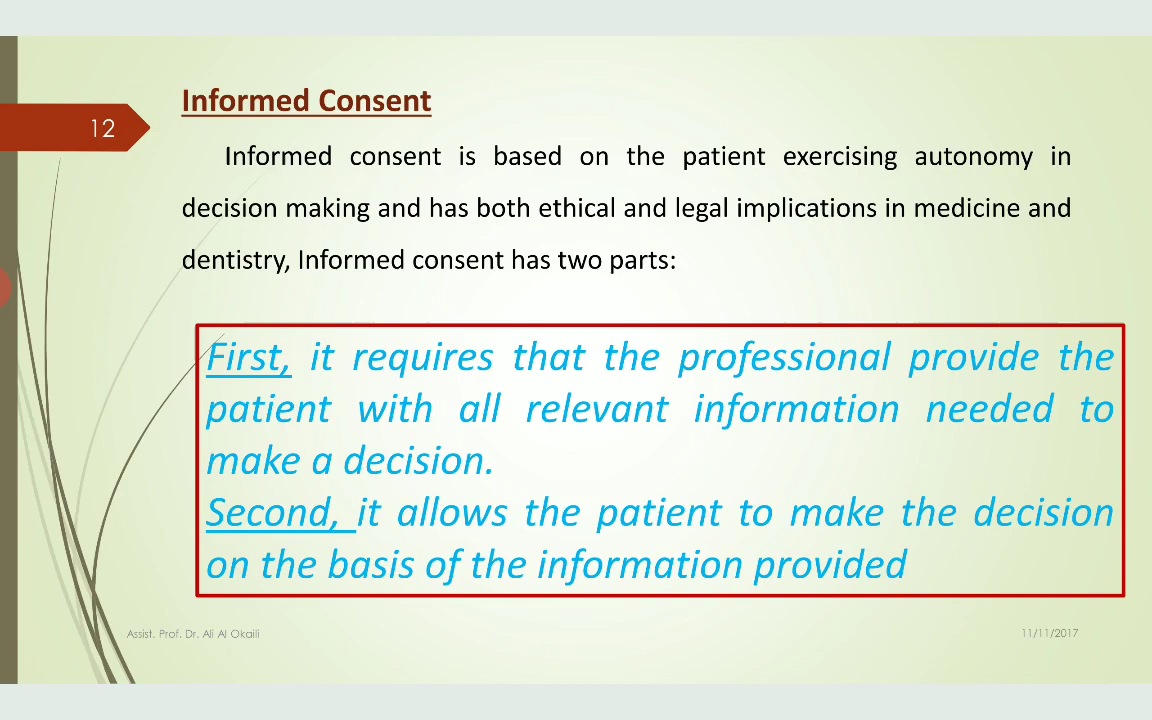 Informed Consent
12
Informed consent is based on the patient exercising autonomy in
decision making and has both ethical and legal implications in medicine and
dentistry, Informed consent has two parts:
First, it requires that the professional provide the
patient with all relevant information needed to
make a decision.
Second, it allows the patient to make the decision
on the basis of the information provided
Assist. Prof. Dr. Ali Al Okaili
11/11/2017